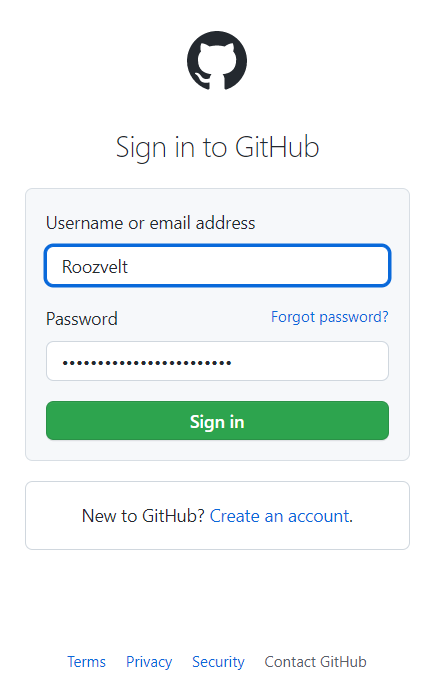 Sign in to GitHub
Username or email address
Roozvelt
Password Forgot password?
••••••••••••••••••••••••
Sign in
New to GitHub? Create an account.
Terms Privacy Security Contact GitHub